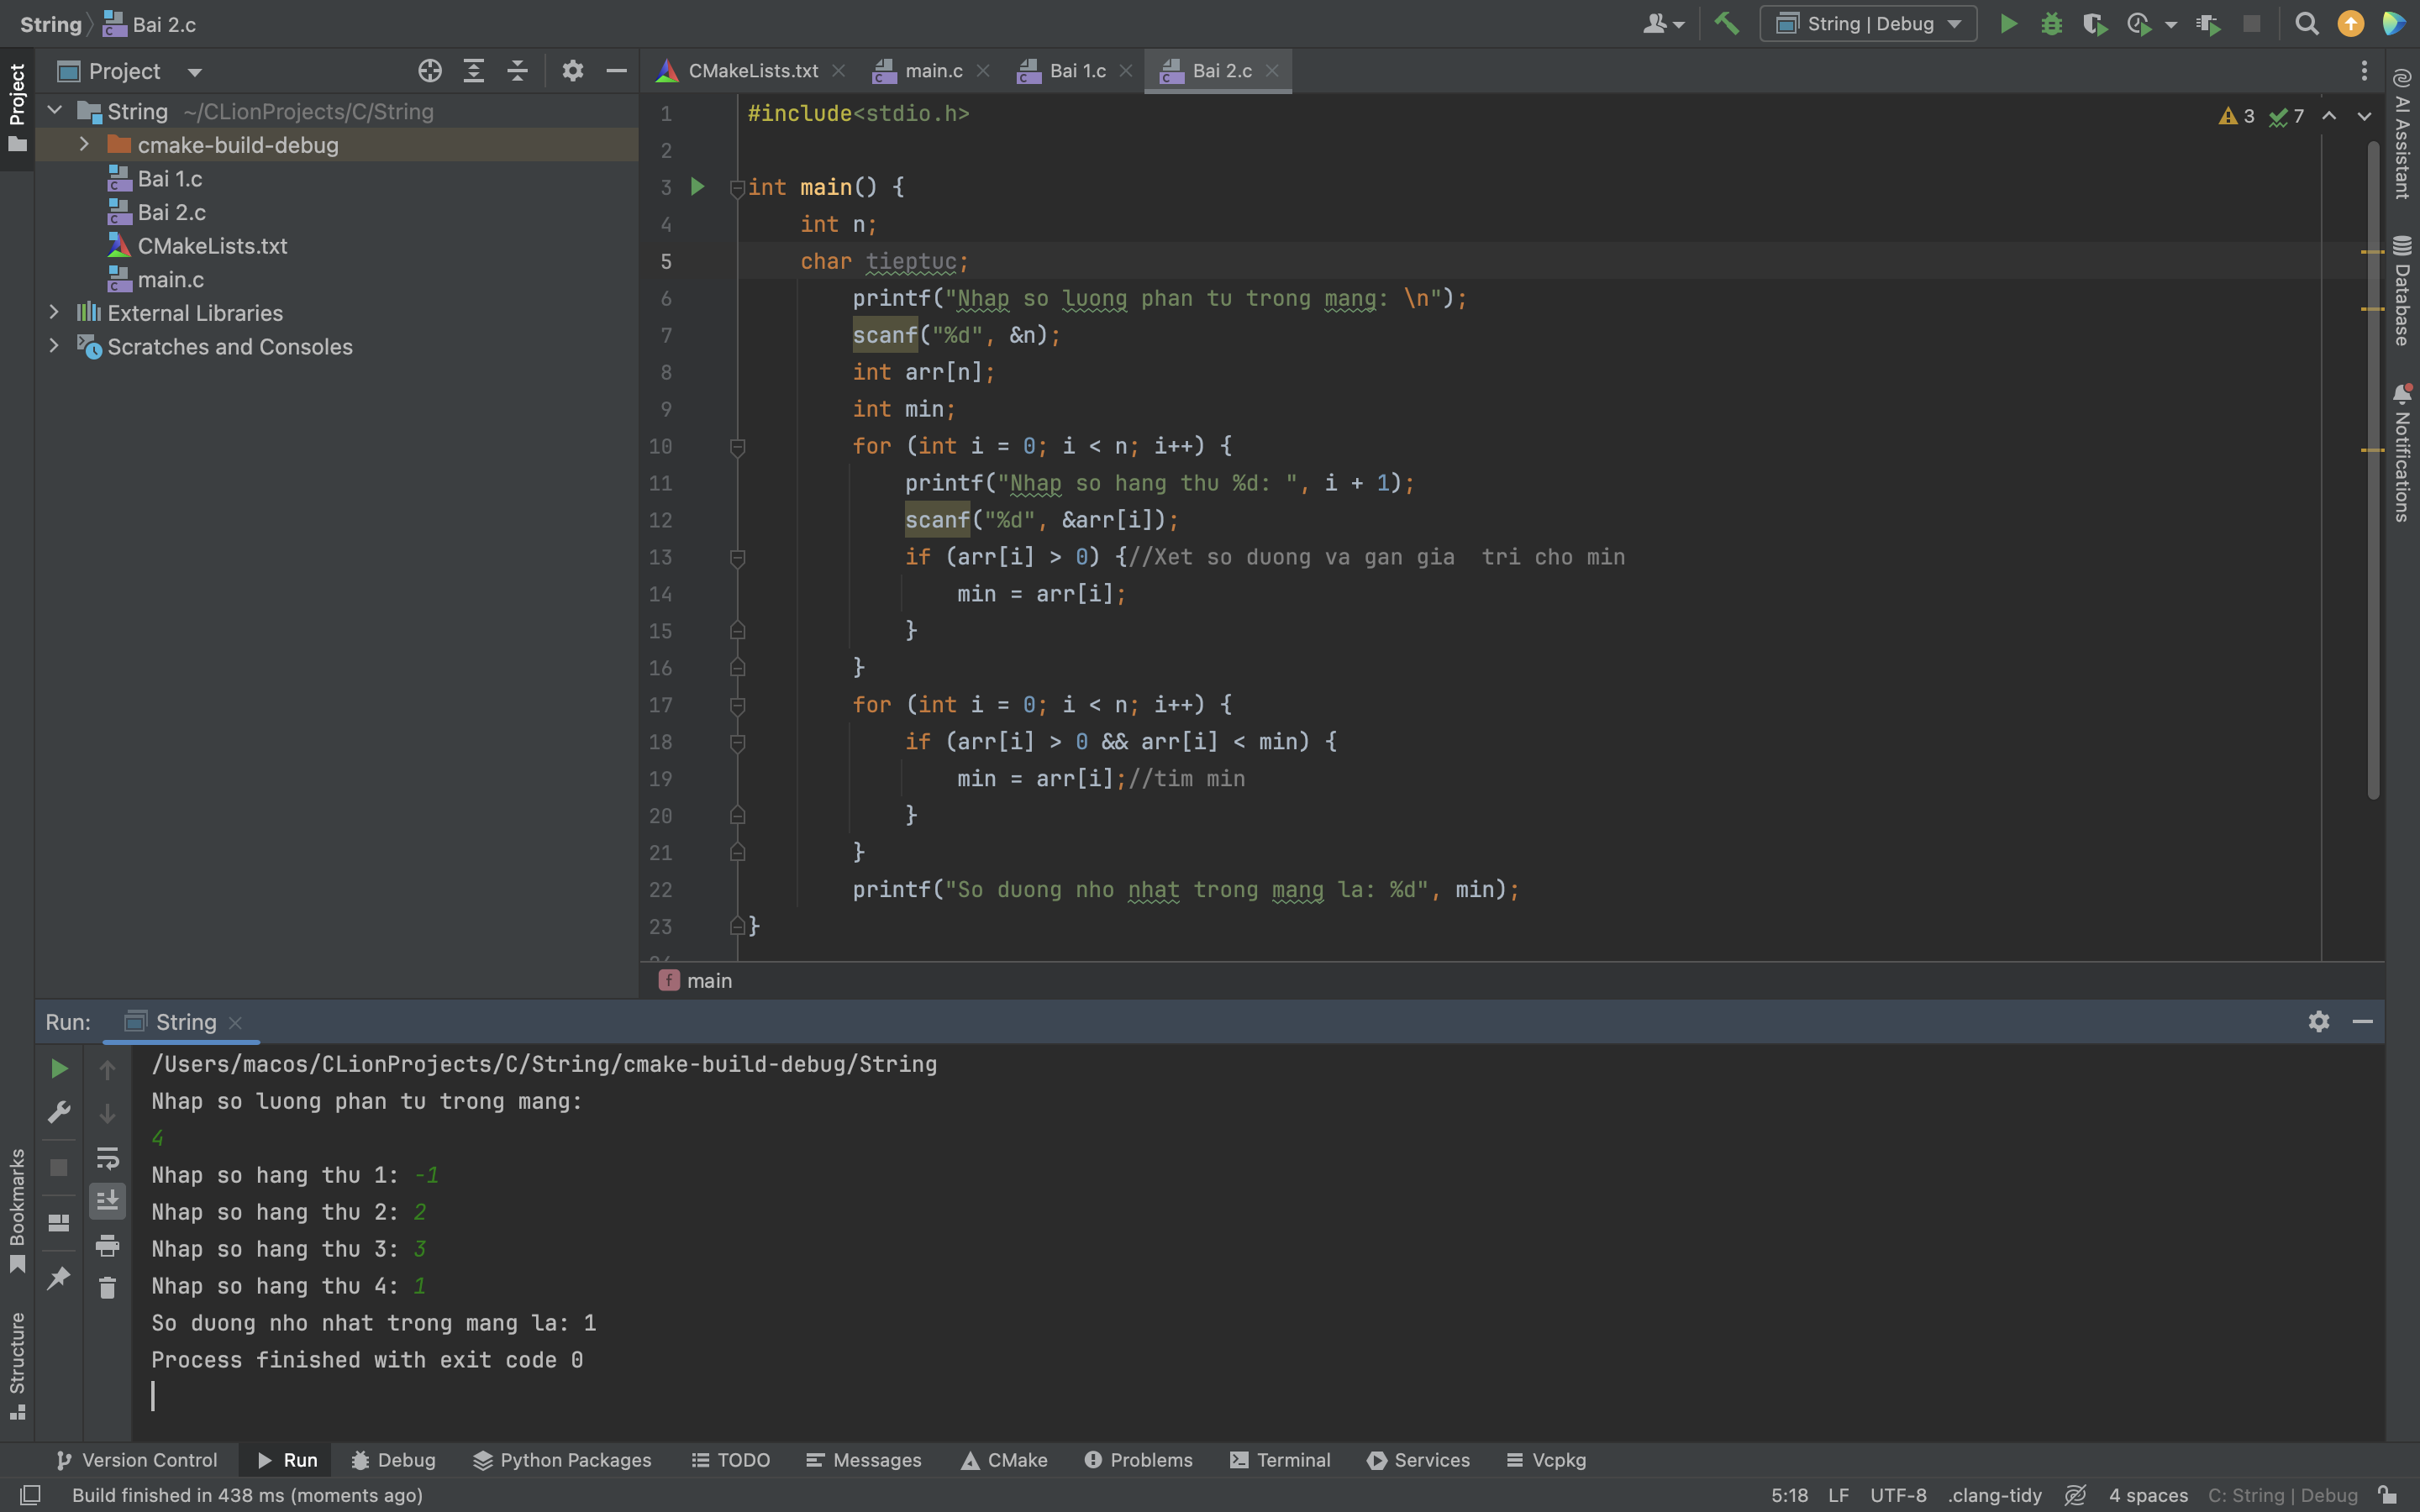 String
Bai 2.c
String | Debug
Project
CMakeLists.txt
main.c
Bai 1.c
Bai 2.c
Project
String ~/CLionProjects/C/String
cmake-build-debug
Bai 1.c
Bai 2.c
CMakeLists.txt
main.c
External Libraries
Scratches and Consoles
3 7
1 #include<stdio.h>
2
3 int main() {
4 int n;
5 char tieptuc;
6 printf("Nhap so luong phan tu trong mang: \n");
7 scanf("%d", &n);
8 int arr[n];
9 int min;
10 for (int i = 0; i < n; i++) {
11 printf("Nhap so hang thu %d: ", i + 1);
12 scanf("%d", &arr[i]);
13 if (arr[i] > 0) {//Xet so duong va gan gia  tri cho min
14 min = arr[i];
15 }
16 }
17 for (int i = 0; i < n; i++) {
18 if (arr[i] > 0 && arr[i] < min) {
19 min = arr[i];//tim min
20 }
21 }
22 printf("So duong nho nhat trong mang la: %d", min);
23 }
f main
AI Assistant
Database
Notifications
Run:
String
/Users/macos/CLionProjects/C/String/cmake-build-debug/String
Nhap so luong phan tu trong mang:
4
Nhap so hang thu 1: -1
Nhap so hang thu 2: 2
Nhap so hang thu 3: 3
Nhap so hang thu 4: 1
So duong nho nhat trong mang la: 1
Process finished with exit code 0
Bookmarks
Structure
Version Control
Run
Debug
Python Packages
TODO
Messages
CMake
Problems
Terminal
Services
Vcpkg
Build finished in 438 ms (moments ago)
5:18 LF UTF-8 .clang-tidy 4 spaces C: String | Debug